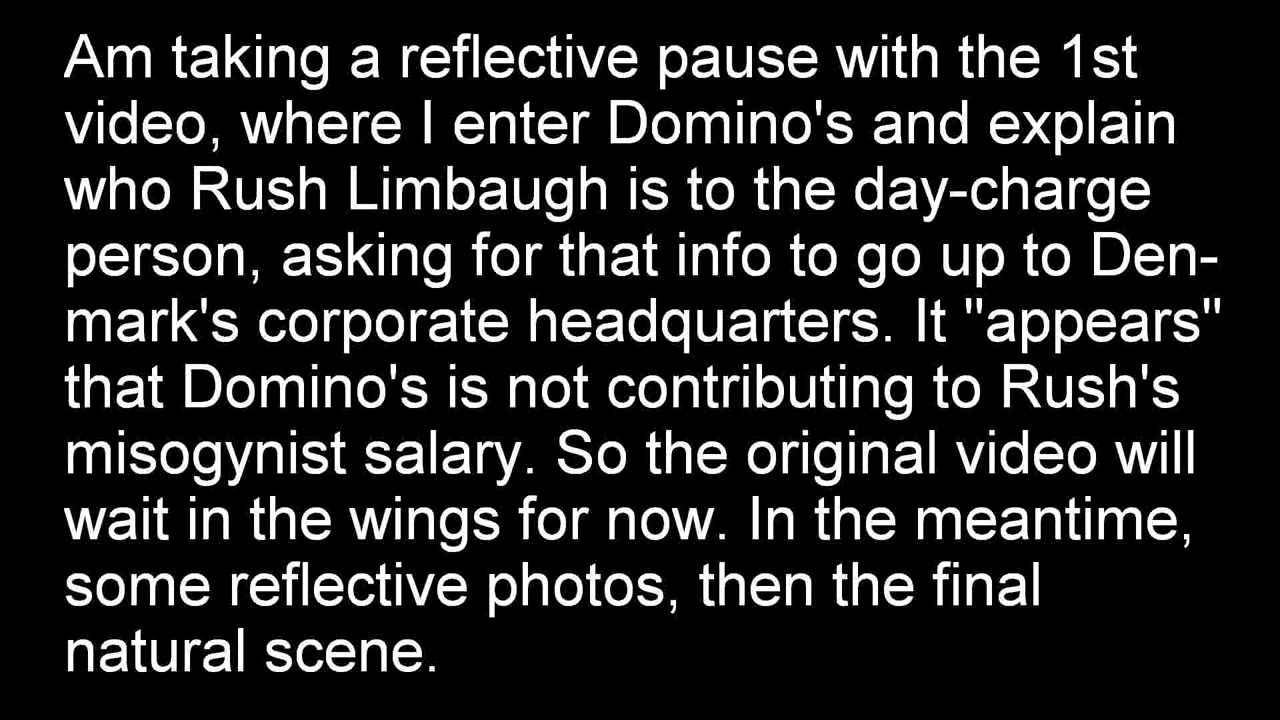 Am taking a reflective pause with the 1st
video, where I enter Domino's and explain
who Rush Limbaugh is to the day-charge
person, asking for that info to go up to Den-
mark's corporate headquarters. It "appears"
that Domino's is not contributing to Rush's
misogynist salary. So the original video will
wait in the wings for now. In the meantime,
some reflective photos, then the final
natural scene.